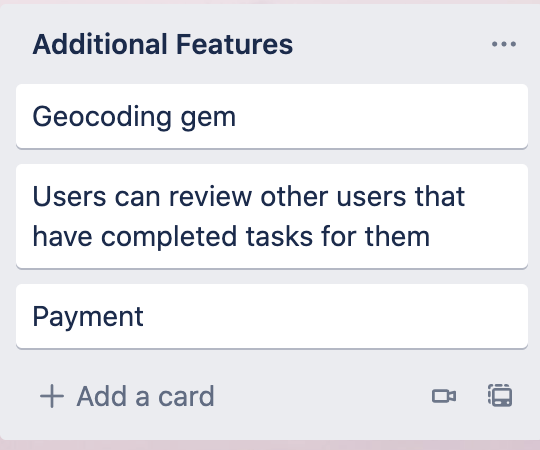 Additional Features
Geocoding gem
Users can review other users that
have completed tasks for them
Payment
Add a card